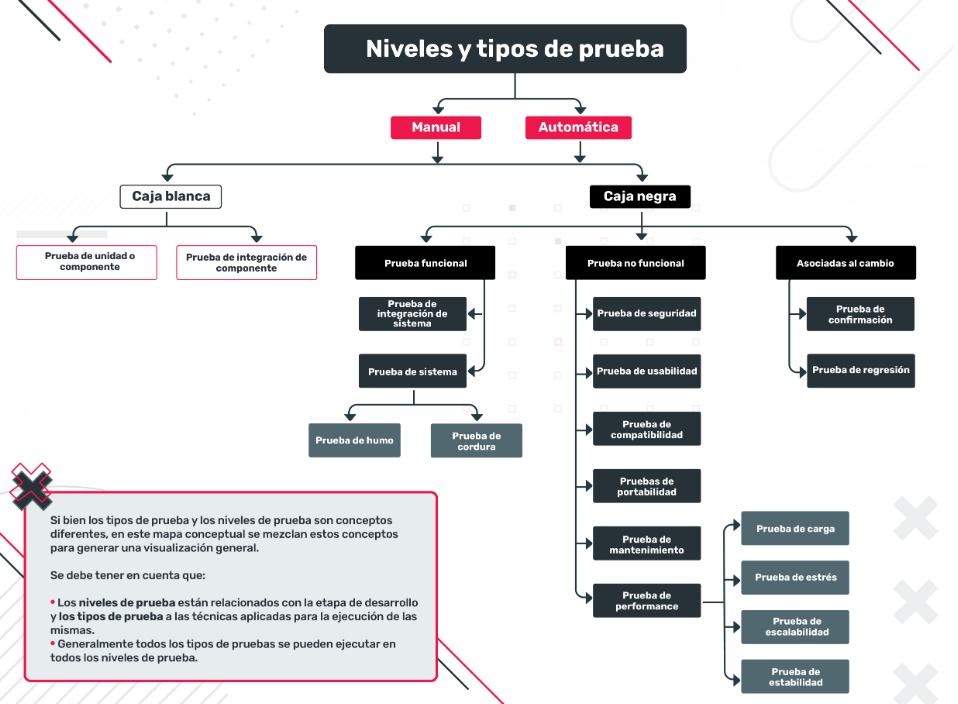 Niveles y tipos de prueba
Manual
Automática
Caja blanca
Caja negra
Prueba de unidad o
componente
Prueba de integración de
componente
Prueba funcional
Prueba no funcional
Asociadas al cambio
Prueba de
integración de
sistema
Prueba de seguridad
Prueba de
confirmación
Prueba de sistema
Prueba de usabilidad
Prueba de regresión
Prueba de humo
Prueba de
cordura
Prueba de
compatibilidad
Pruebas de
portabilidad
Prueba de
mantenimiento
Prueba de
performance
Prueba de carga
Prueba de estrés
Prueba de
escalabilidad
Prueba de
estabilidad
Si bien los tipos de prueba y los niveles de prueba son conceptos
diferentes, en este mapa conceptual se mezclan estos conceptos
para generar una visualización general.
Se debe tener en cuenta que:
• Los niveles de prueba están relacionados con la etapa de desarrollo
y los tipos de prueba a las técnicas aplicadas para la ejecución de las
mismas.
• Generalmente todos los tipos de pruebas se pueden ejecutar en
todos los niveles de prueba.